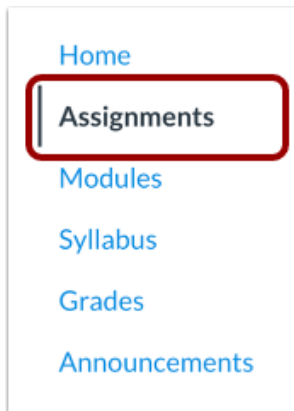 Home
Assignments
Modules
Syllabus
Grades
Announcements